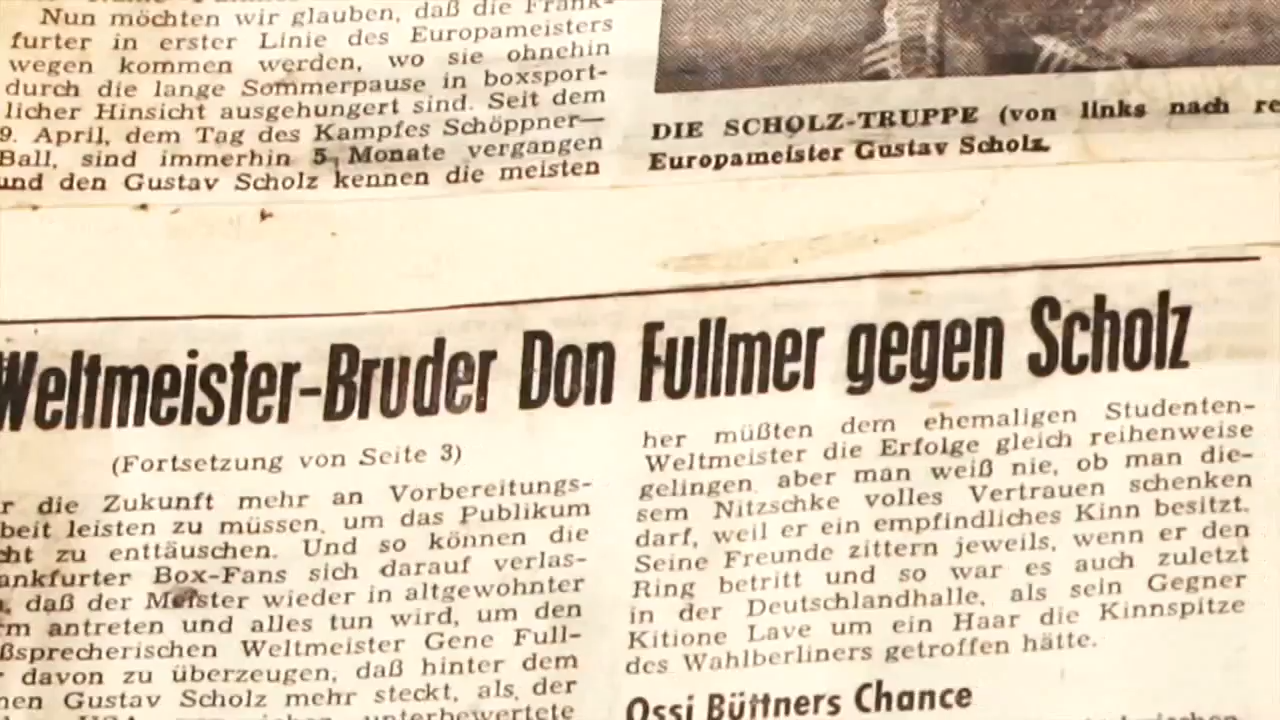 Nun möchten wir glauben, daß die Frank-
furter in erster Linie des Europameisters
wegen kommen werden, wo sie ohnehin
durch die lange Sommerpause in boxsport-
licher Hinsicht ausgehungert sind. Seit dem
9. April, dem Tag des Kampfes Schöppner—
Ball, sind immerhin 5 Monate vergangen
und den Gustav Scholz kennen die meisten
DIE SCHOLZ-TRUPPE (von links nach re
Europameister Gustav Scholz.
Weltmeister-Bruder Don Fullmer gegen Scholz
(Fortsetzung von Seite 3)
r die Zukunft mehr an Vorbereitungs-
beit leisten zu müssen, um das Publikum
cht zu enttäuschen. Und so können die
ankfurter Box-Fans sich darauf verlas-
, daß der Meister wieder in altgewohnter
rm antreten und alles tun wird, um den
ßsprecherischen Weltmeister Gene Full-
r davon zu überzeugen, daß hinter dem
nen Gustav Scholz mehr steckt, als der
unterbewertete
her müßten dem ehemaligen Studenten-
Weltmeister die Erfolge gleich reihenweise
gelingen, aber man weiß nie, ob man die-
sem Nitzschke volles Vertrauen schenken
darf, weil er ein empfindliches Kinn besitzt.
Seine Freunde zittern jeweils, wenn er den
Ring betritt und so war es auch zuletzt
in der Deutschlandhalle, als sein Gegner
Kitione Lave um ein Haar die Kinnspitze
des Wahlberliners getroffen hätte.
Ossi Büttners Chance